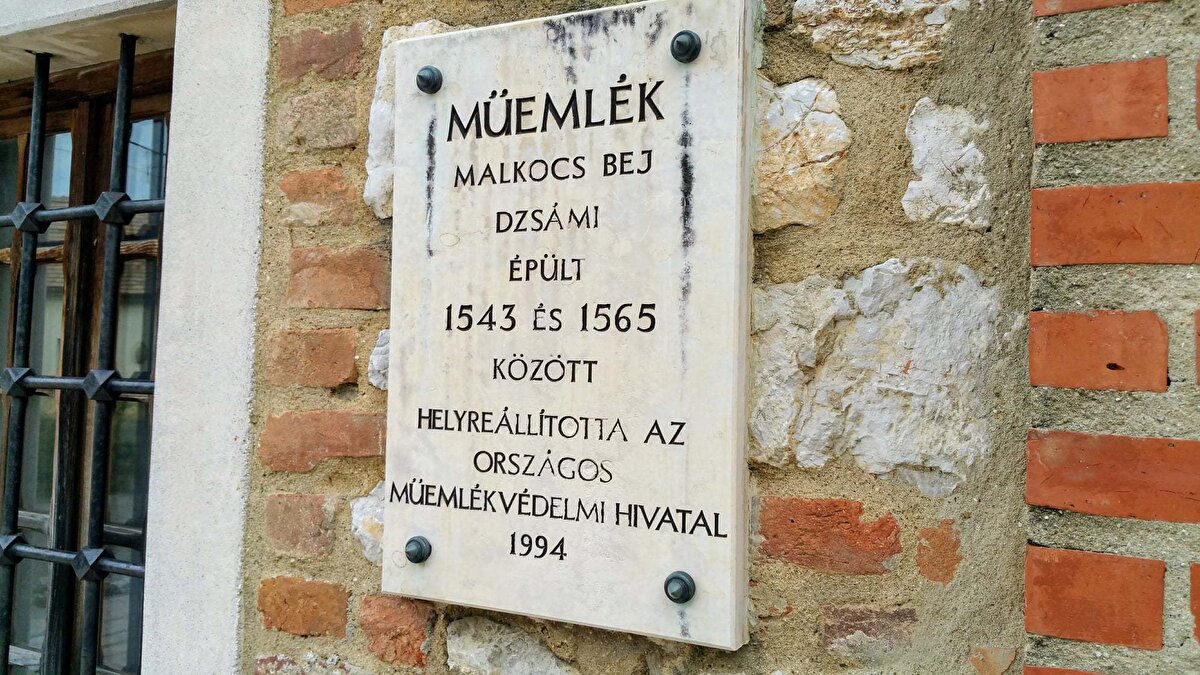 MŰEMLÉK
MALKOCS BEJ
DZSÁMI
ÉPÜLT
1543 ÉS 1565
KÖZÖTT
HELYREÁLLÍTOTTA AZ
ORSZÁGOS
MŰEMLÉKVÉDELMI HIVATAL
1994